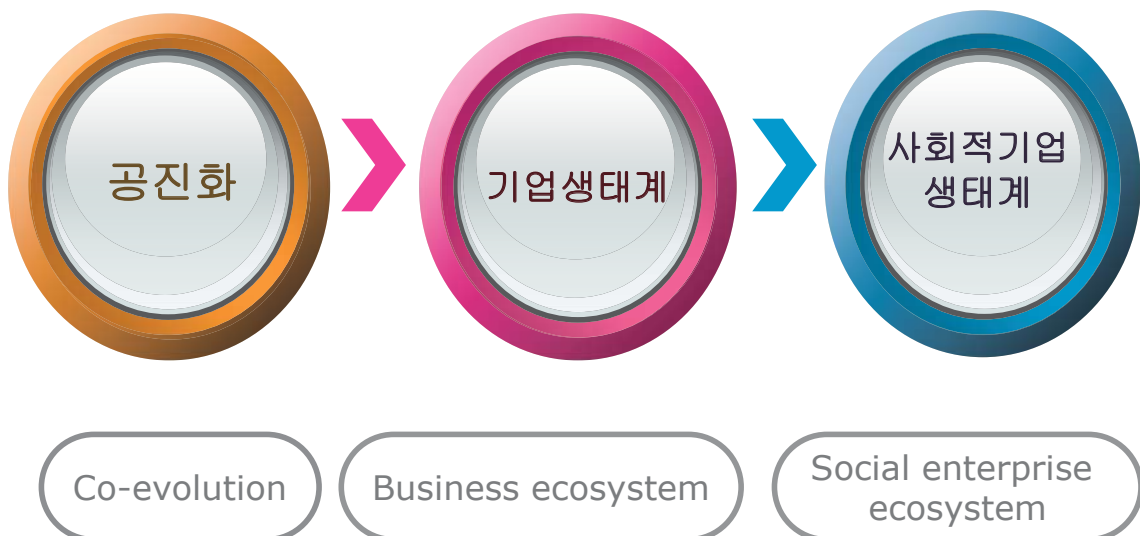 공진화
기업생태계
사회적기업
생태계
Co-evolution
Business ecosystem
Social enterprise
ecosystem